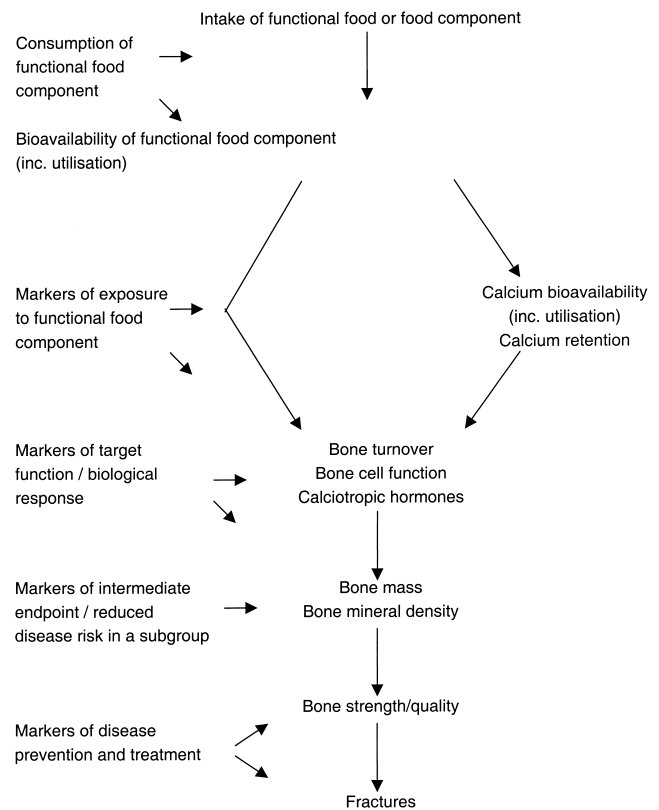 Intake of functional food or food component
Consumption of
functional food
component
Bioavailability of functional food component
(inc. utilisation)
Markers of exposure
to functional food
component
Calcium bioavailability
(inc. utilisation)
Calcium retention
Markers of target
function / biological
response
Bone turnover
Bone cell function
Calciotropic hormones
Markers of intermediate
endpoint / reduced
disease risk in a subgroup
Bone mass
Bone mineral density
Bone strength/quality
Markers of disease
prevention and treatment
Fractures